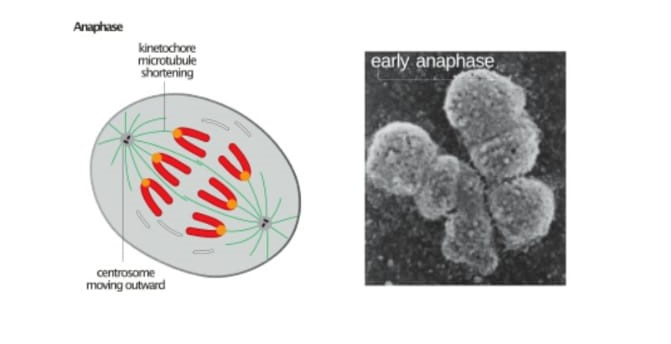 Anaphase
kinetochore
microtubule
shortening
early anaphase
centrosome
moving outward